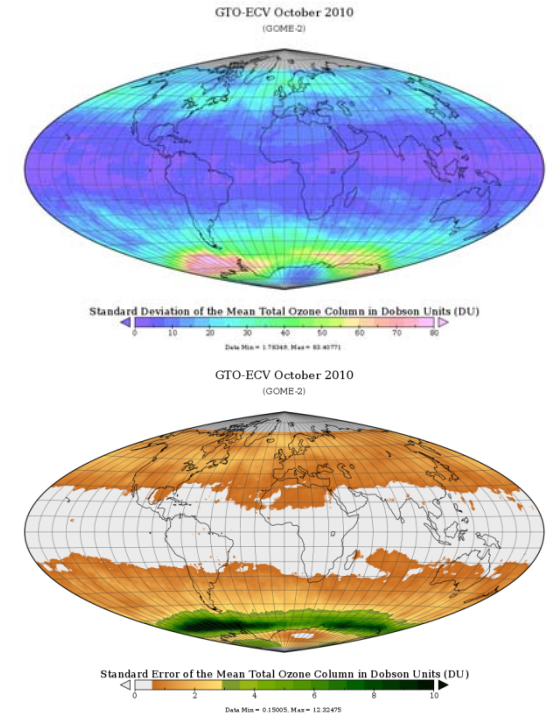 GTO-ECV October 2010
(GOME-2)
Standard Deviation of the Mean Total Ozone Column in Dobson Units (DU)
0 10 20 30 40 50 60 70 80
Data Min = 1.78349, Max = 83.40771
GTO-ECV October 2010
(GOME-2)
Standard Error of the Mean Total Ozone Column in Dobson Units (DU)
0 2 4 6 8 10
Data Min = 0.15005, Max = 12.32475